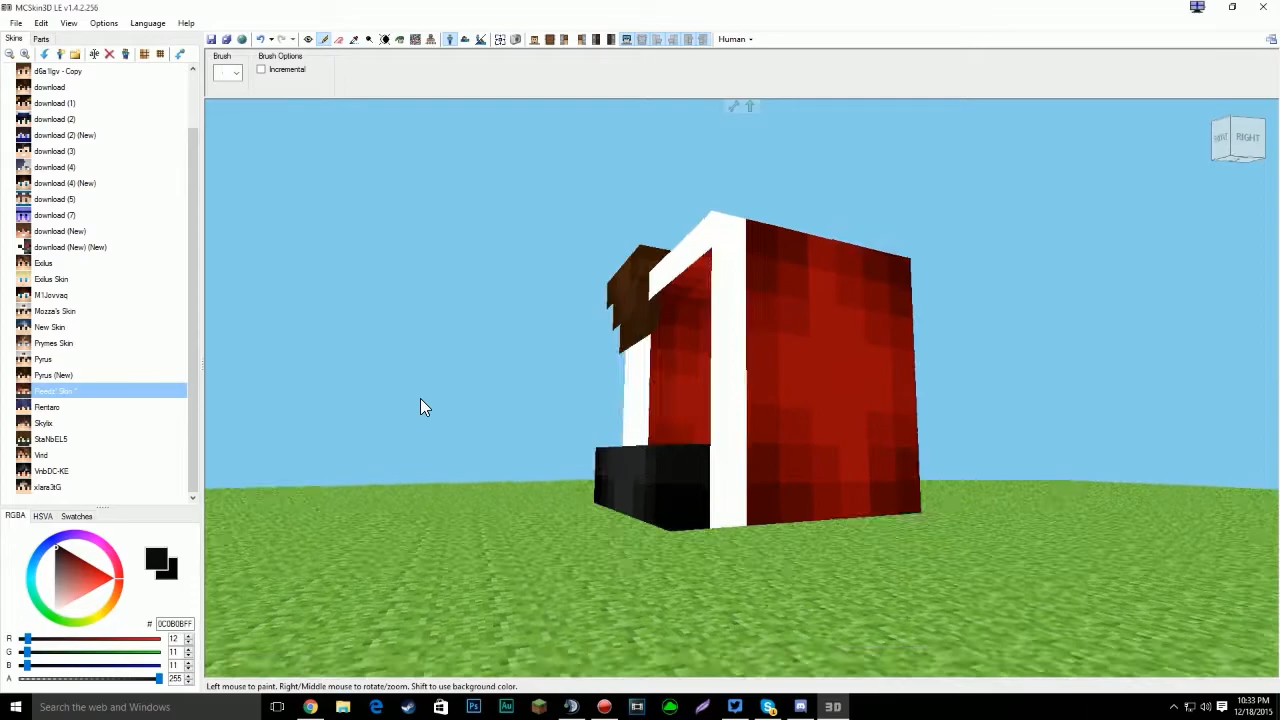 MCSkin3D LE v1.4.2.256
File Edit View Options Language Help
Skins Parts
Human
Brush Brush Options
Incremental
d6a1lgv - Copy
download
download (1)
download (2)
download (2) (New)
download (3)
download (4)
download (4) (New)
download (5)
download (7)
download (New)
download (New) (New)
Exilus
Exilus Skin
M1Jovvaq
Mozza's Skin
New Skin
Prymes Skin
Pyrus
Pyrus (New)
Reedz' Skin *
Rentaro
Skylix
StaNbEL5
Vind
VnbDC-KE
xIara3tG
RIGHT
RGBA HSVA Swatches
# 0C0B0BFF
R 12
G 11
B 11
A 255
Left mouse to paint. Right/Middle mouse to rotate/zoom. Shift to use background color.
Search the web and Windows
10:33 PM
12/18/2015